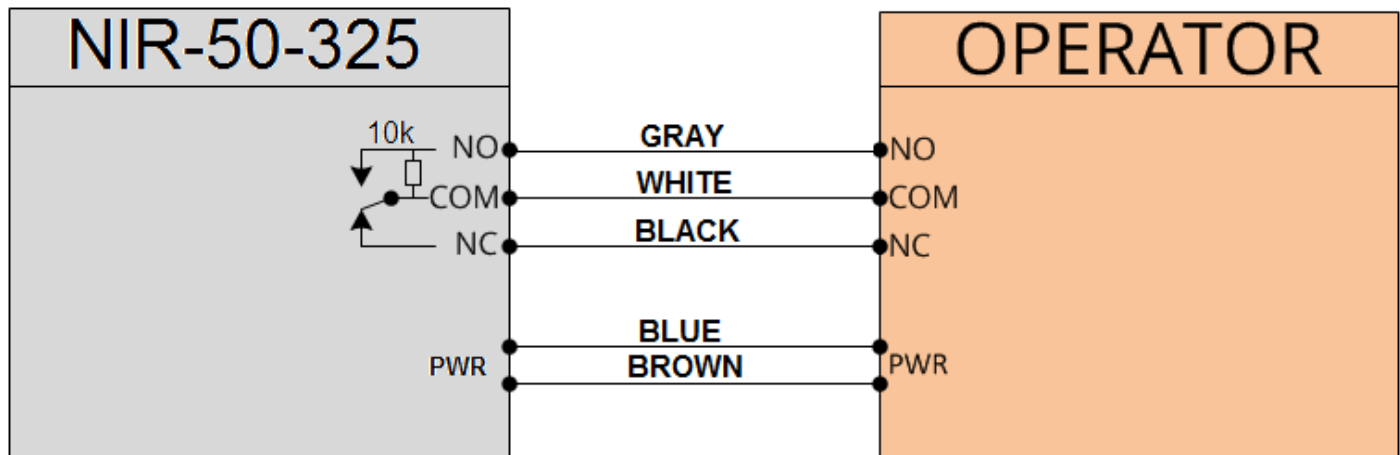 NIR-50-325
OPERATOR
10k
NO
GRAY
NO
COM
WHITE
COM
NC
BLACK
NC
PWR
BLUE
BROWN
PWR